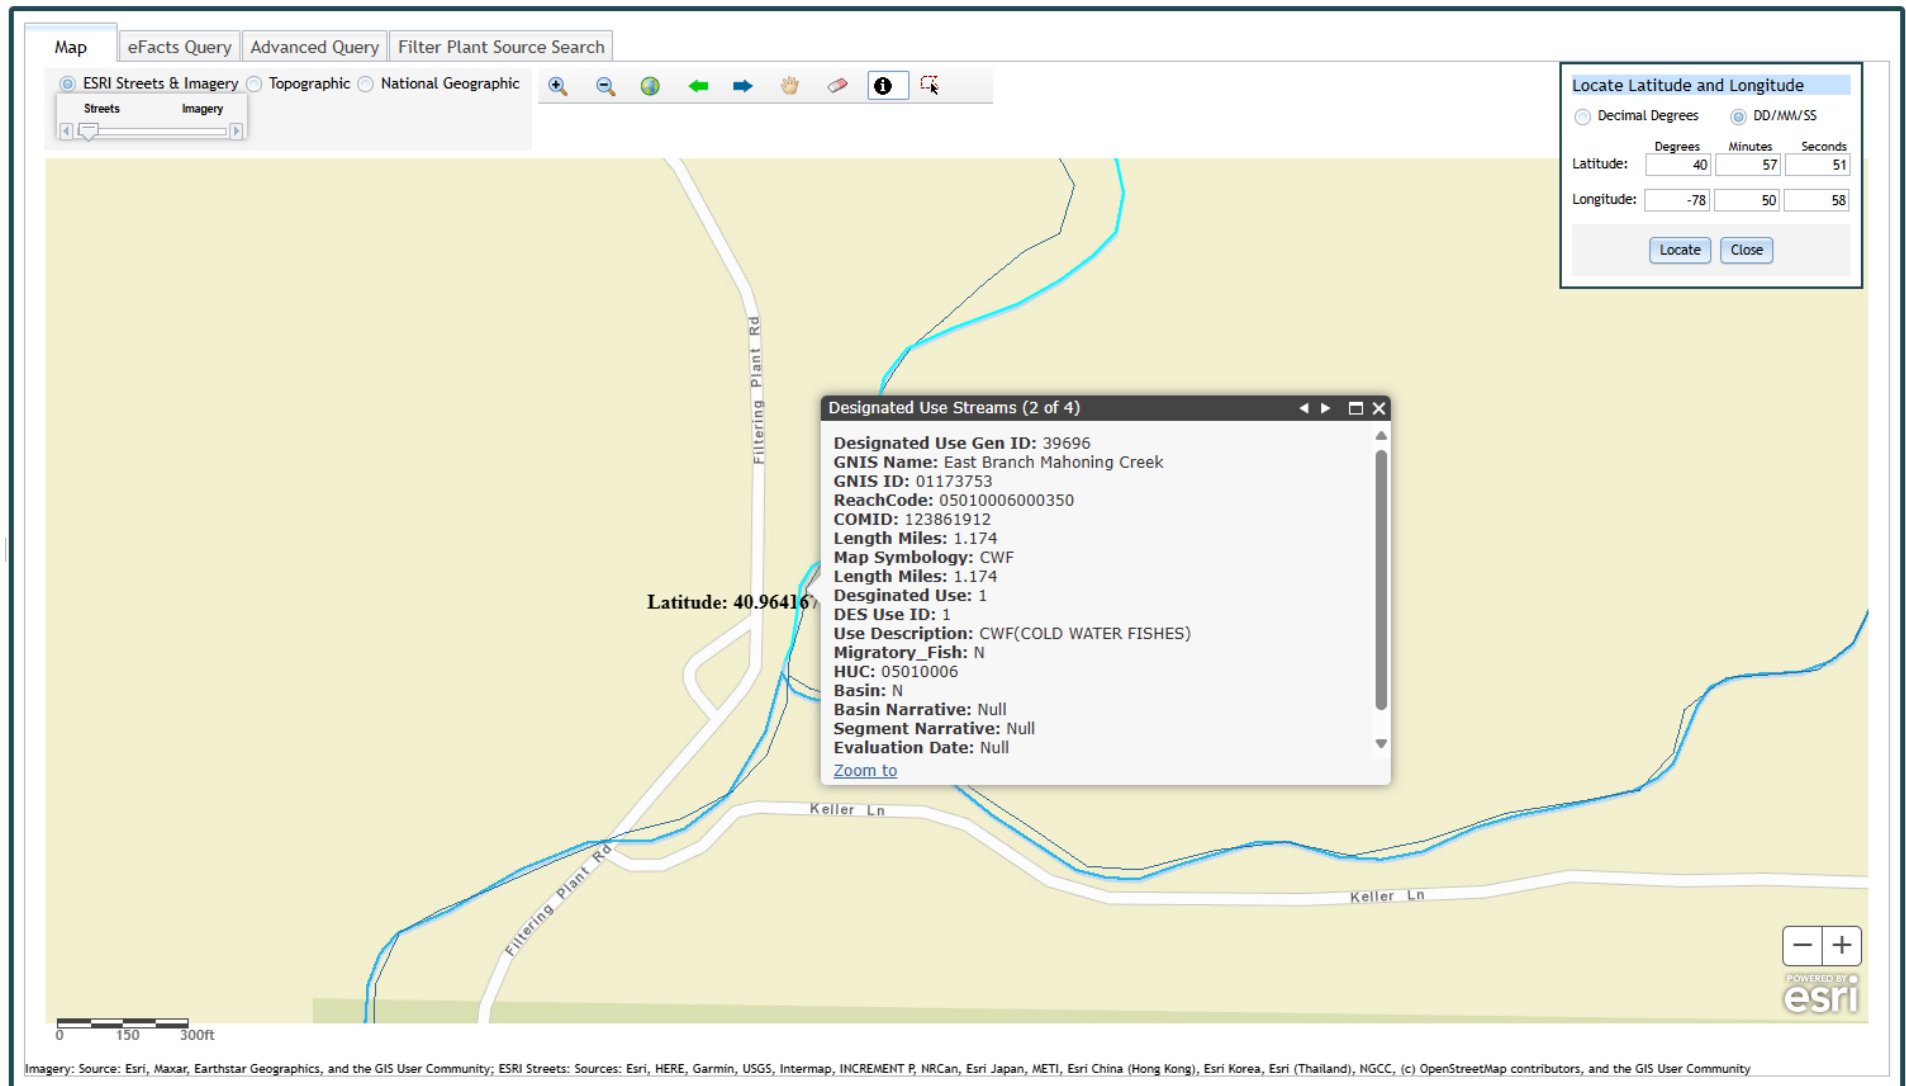 Map
eFacts Query
Advanced Query
Filter Plant Source Search
ESRI Streets & Imagery
Topographic
National Geographic
Streets
Imagery
Locate Latitude and Longitude
Decimal Degrees
DD/MM/SS
Degrees Minutes Seconds
Latitude: 40 57 51
Longitude: -78 50 58
Locate
Close
Filtering Plant Rd
Designated Use Streams (2 of 4)
Designated Use Gen ID: 39696
GNIS Name: East Branch Mahoning Creek
GNIS ID: 01173753
ReachCode: 05010006000350
COMID: 123861912
Length Miles: 1.174
Map Symbology: CWF
Length Miles: 1.174
Desginated Use: 1
DES Use ID: 1
Use Description: CWF(COLD WATER FISHES)
Migratory_Fish: N
HUC: 05010006
Basin: N
Basin Narrative: Null
Segment Narrative: Null
Evaluation Date: Null
Zoom to
Latitude: 40.96416
Keller Ln
Keller Ln
Filtering Plant Rd
POWERED BY
esri
0 150 300ft
Imagery: Source: Esri, Maxar, Earthstar Geographics, and the GIS User Community; ESRI Streets: Sources: Esri, HERE, Garmin, USGS, Intermap, INCREMENT P, NRCan, Esri Japan, METI, Esri China (Hong Kong), Esri Korea, Esri (Thailand), NGCC, (c) OpenStreetMap contributors, and the GIS User Community